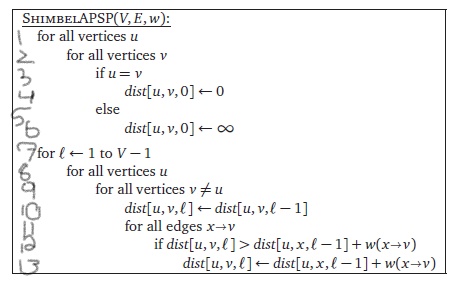 SHIMBELAPSP(V, E, w):
1 for all vertices u
2 for all vertices v
3 if u = v
4 dist[u, v, 0] ← 0
5 else
6 dist[u, v, 0] ← ∞
7 for ℓ ← 1 to V − 1
8 for all vertices u
9 for all vertices v ≠ u
10 dist[u, v, ℓ] ← dist[u, v, ℓ − 1]
11 for all edges x→v
12 if dist[u, v, ℓ] > dist[u, x, ℓ − 1] + w(x→v)
13 dist[u, v, ℓ] ← dist[u, x, ℓ − 1] + w(x→v)